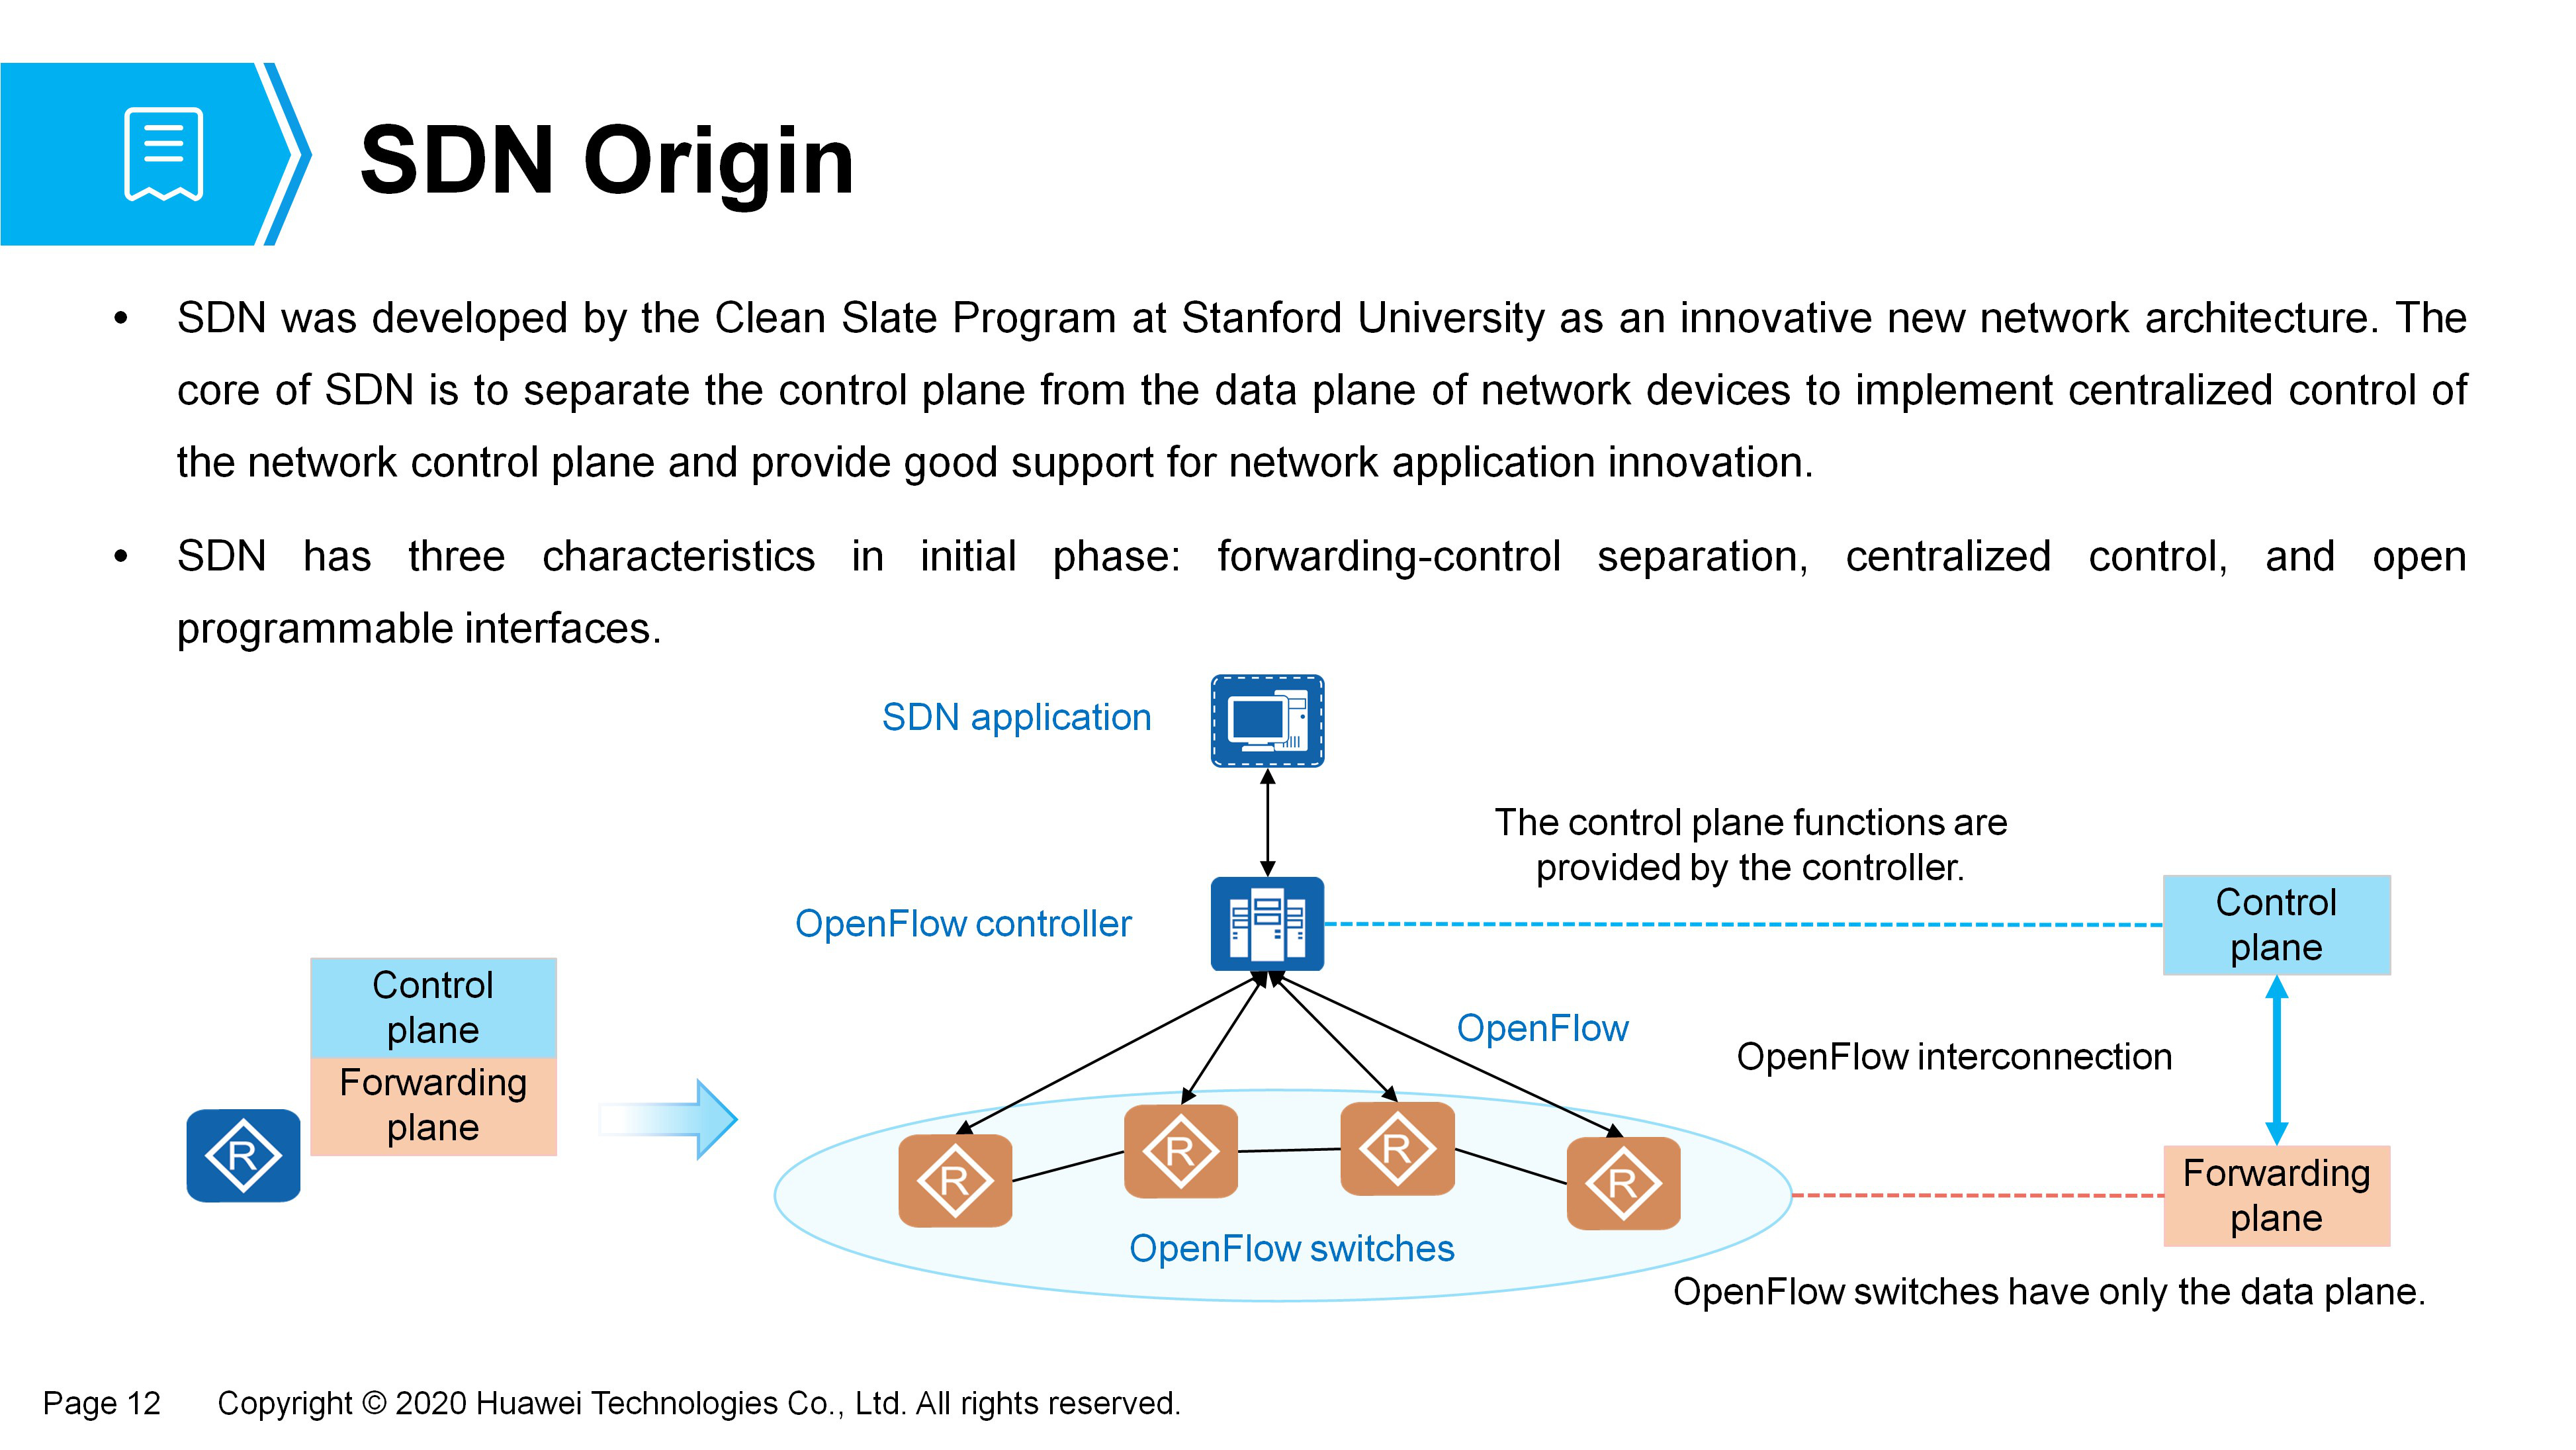 SDN Origin
• SDN was developed by the Clean Slate Program at Stanford University as an innovative new network architecture. The
core of SDN is to separate the control plane from the data plane of network devices to implement centralized control of
the network control plane and provide good support for network application innovation.
• SDN has three characteristics in initial phase: forwarding-control separation, centralized control, and open
programmable interfaces.
SDN application
The control plane functions are
provided by the controller.
OpenFlow controller
Control
plane
Control
plane
Forwarding
plane
R
OpenFlow
OpenFlow interconnection
R
R
R
R
OpenFlow switches
Forwarding
plane
OpenFlow switches have only the data plane.
Page 12
Copyright © 2020 Huawei Technologies Co., Ltd. All rights reserved.